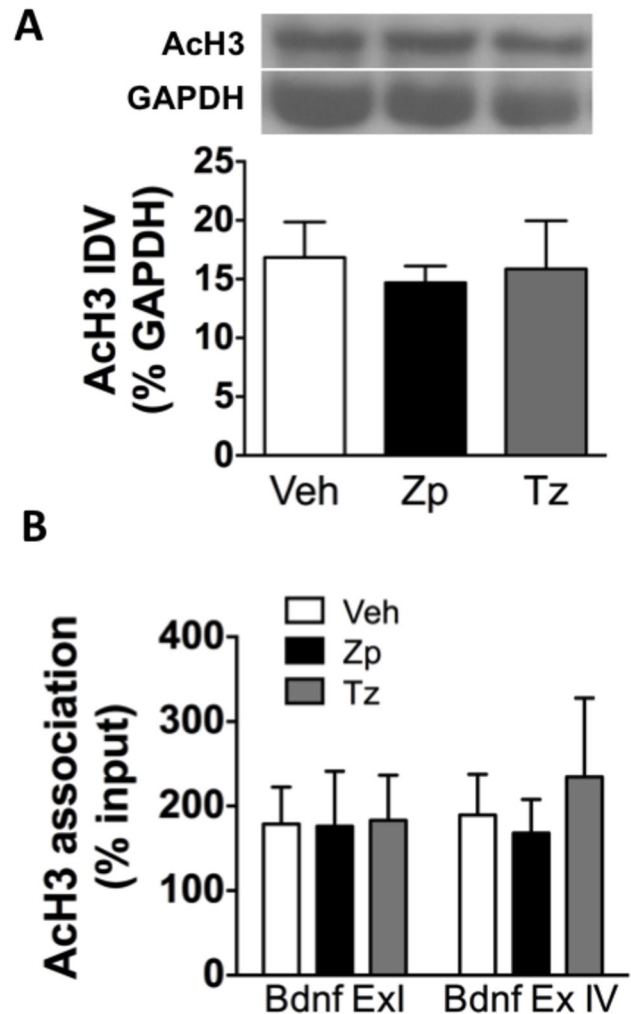 A
AcH3
GAPDH
AcH3 IDV
(% GAPDH)
25
20
15
10
5
0
Veh Zp Tz
B
AcH3 association
(% input)
Veh
Zp
Tz
400
300
200
100
0
Bdnf ExI Bdnf Ex IV